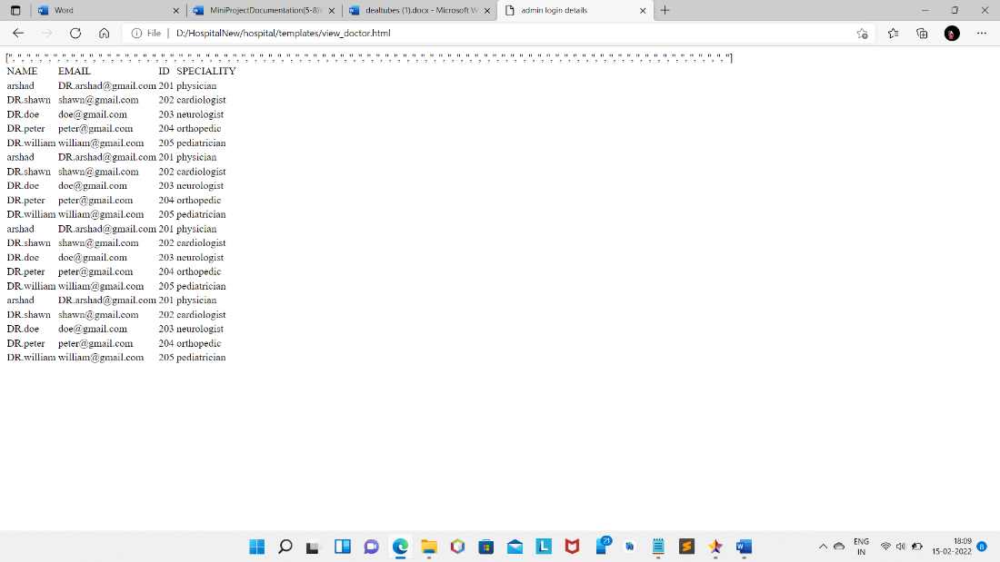 Word
MiniProjectDocumentation(5-8)\
dealtubes (1).docx - Microsoft W
admin login details
File | D:/HospitalNew/hospital/templates/view_doctor.html
NAME EMAIL ID SPECIALITY
arshad DR.arshad@gmail.com 201 physician
DR.shawn shawn@gmail.com 202 cardiologist
DR.doe doe@gmail.com 203 neurologist
DR.peter peter@gmail.com 204 orthopedic
DR.william william@gmail.com 205 pediatrician
arshad DR.arshad@gmail.com 201 physician
DR.shawn shawn@gmail.com 202 cardiologist
DR.doe doe@gmail.com 203 neurologist
DR.peter peter@gmail.com 204 orthopedic
DR.william william@gmail.com 205 pediatrician
arshad DR.arshad@gmail.com 201 physician
DR.shawn shawn@gmail.com 202 cardiologist
DR.doe doe@gmail.com 203 neurologist
DR.peter peter@gmail.com 204 orthopedic
DR.william william@gmail.com 205 pediatrician
arshad DR.arshad@gmail.com 201 physician
DR.shawn shawn@gmail.com 202 cardiologist
DR.doe doe@gmail.com 203 neurologist
DR.peter peter@gmail.com 204 orthopedic
DR.william william@gmail.com 205 pediatrician
21
ENG
IN
18:09
15-02-2022
8